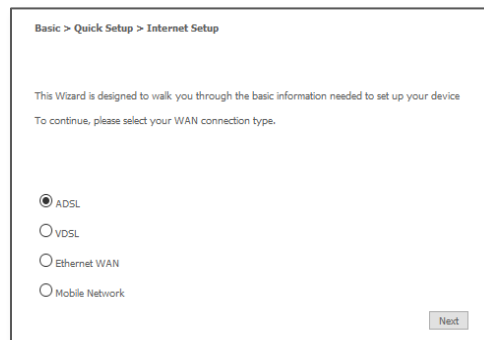 Basic > Quick Setup > Internet Setup
This Wizard is designed to walk you through the basic information needed to set up your device
To continue, please select your WAN connection type.
ADSL
VDSL
Ethernet WAN
Mobile Network
Next